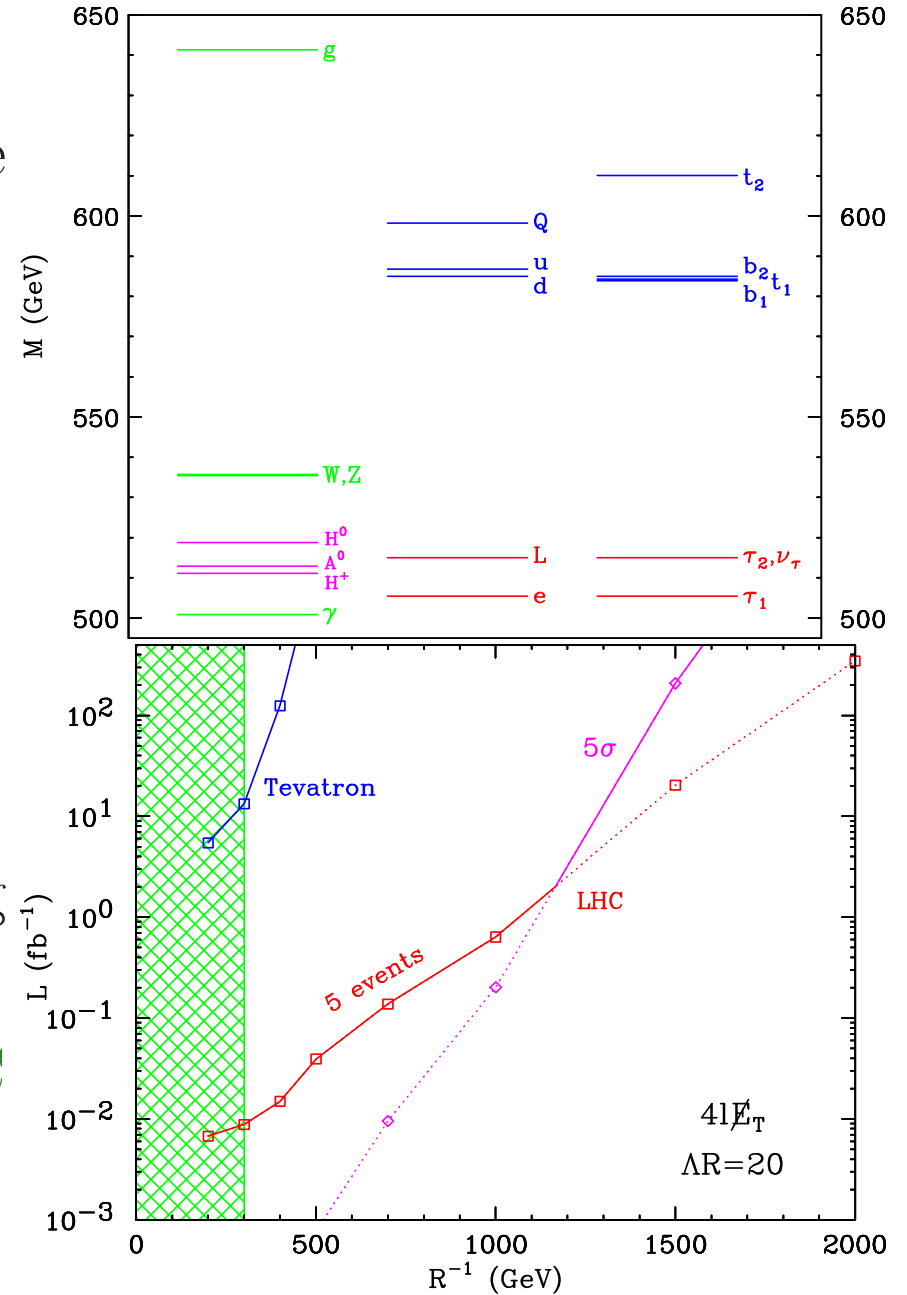 650 650
g
t₂
600 Q 600
u b₂ t₁
d b₁
M (GeV)
550 550
W,Z
H⁰
A⁰ L τ₂,ν_τ
H⁺
e τ₁
500 γ 500
10²
5σ
Tevatron
10¹
LHC
10⁰
L (fb⁻¹)
5 events
10⁻¹
10⁻²
4lE̸_T
ΛR=20
10⁻³
0 500 1000 1500 2000
R⁻¹ (GeV)